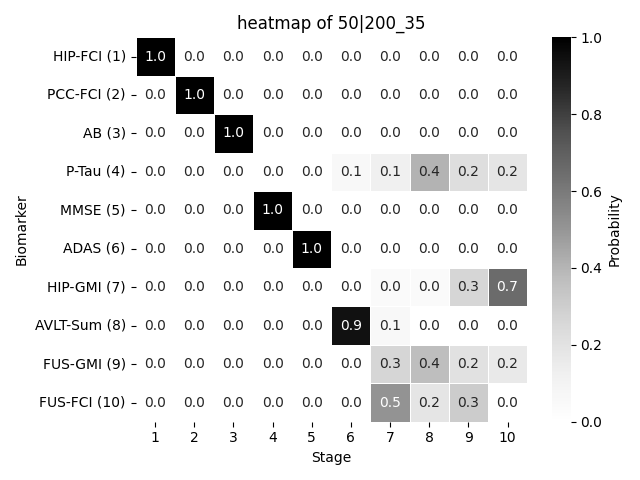 heatmap of 50|200_35
HIP-FCI (1) 1.0 0.0 0.0 0.0 0.0 0.0 0.0 0.0 0.0 0.0
PCC-FCI (2) 0.0 1.0 0.0 0.0 0.0 0.0 0.0 0.0 0.0 0.0
AB (3) 0.0 0.0 1.0 0.0 0.0 0.0 0.0 0.0 0.0 0.0
P-Tau (4) 0.0 0.0 0.0 0.0 0.0 0.1 0.1 0.4 0.2 0.2
MMSE (5) 0.0 0.0 0.0 1.0 0.0 0.0 0.0 0.0 0.0 0.0
ADAS (6) 0.0 0.0 0.0 0.0 1.0 0.0 0.0 0.0 0.0 0.0
HIP-GMI (7) 0.0 0.0 0.0 0.0 0.0 0.0 0.0 0.0 0.3 0.7
AVLT-Sum (8) 0.0 0.0 0.0 0.0 0.0 0.9 0.1 0.0 0.0 0.0
FUS-GMI (9) 0.0 0.0 0.0 0.0 0.0 0.0 0.3 0.4 0.2 0.2
FUS-FCI (10) 0.0 0.0 0.0 0.0 0.0 0.0 0.5 0.2 0.3 0.0
1 2 3 4 5 6 7 8 9 10
Stage
Biomarker
1.0
0.8
0.6
0.4
0.2
0.0
Probability